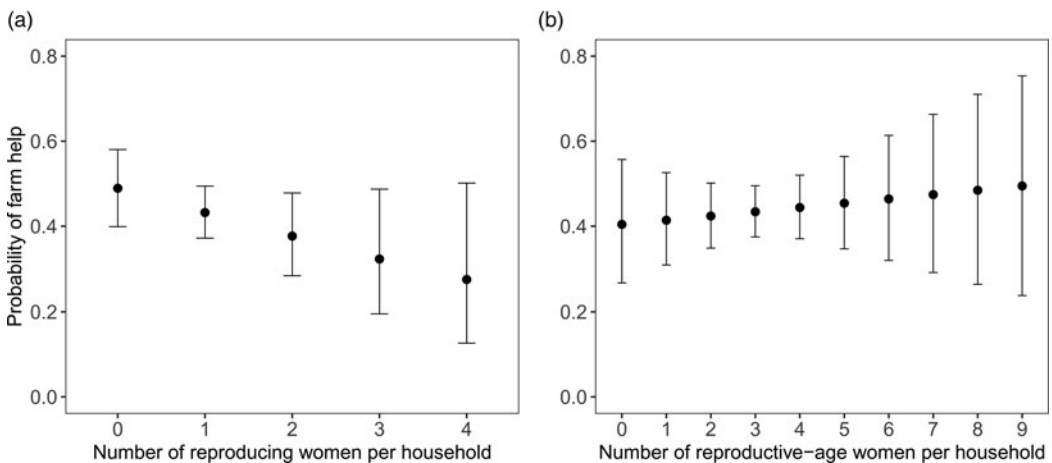 (a)
Probability of farm help
0.8
0.6
0.4
0.2
0.0
0 1 2 3 4
Number of reproducing women per household
(b)
0.8
0.6
0.4
0.2
0.0
0 1 2 3 4 5 6 7 8 9
Number of reproductive−age women per household